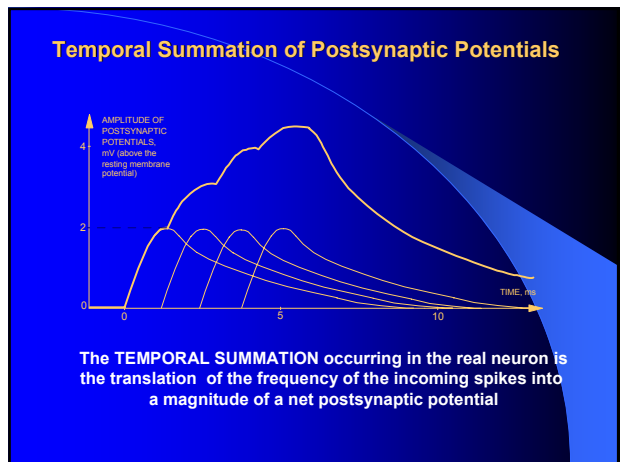 Temporal Summation of Postsynaptic Potentials
AMPLITUDE OF
POSTSYNAPTIC
POTENTIALS,
mV (above the
resting membrane
potential)
4
2
0
TIME, ms
0
5
10
The TEMPORAL SUMMATION occurring in the real neuron is
the translation of the frequency of the incoming spikes into
a magnitude of a net postsynaptic potential